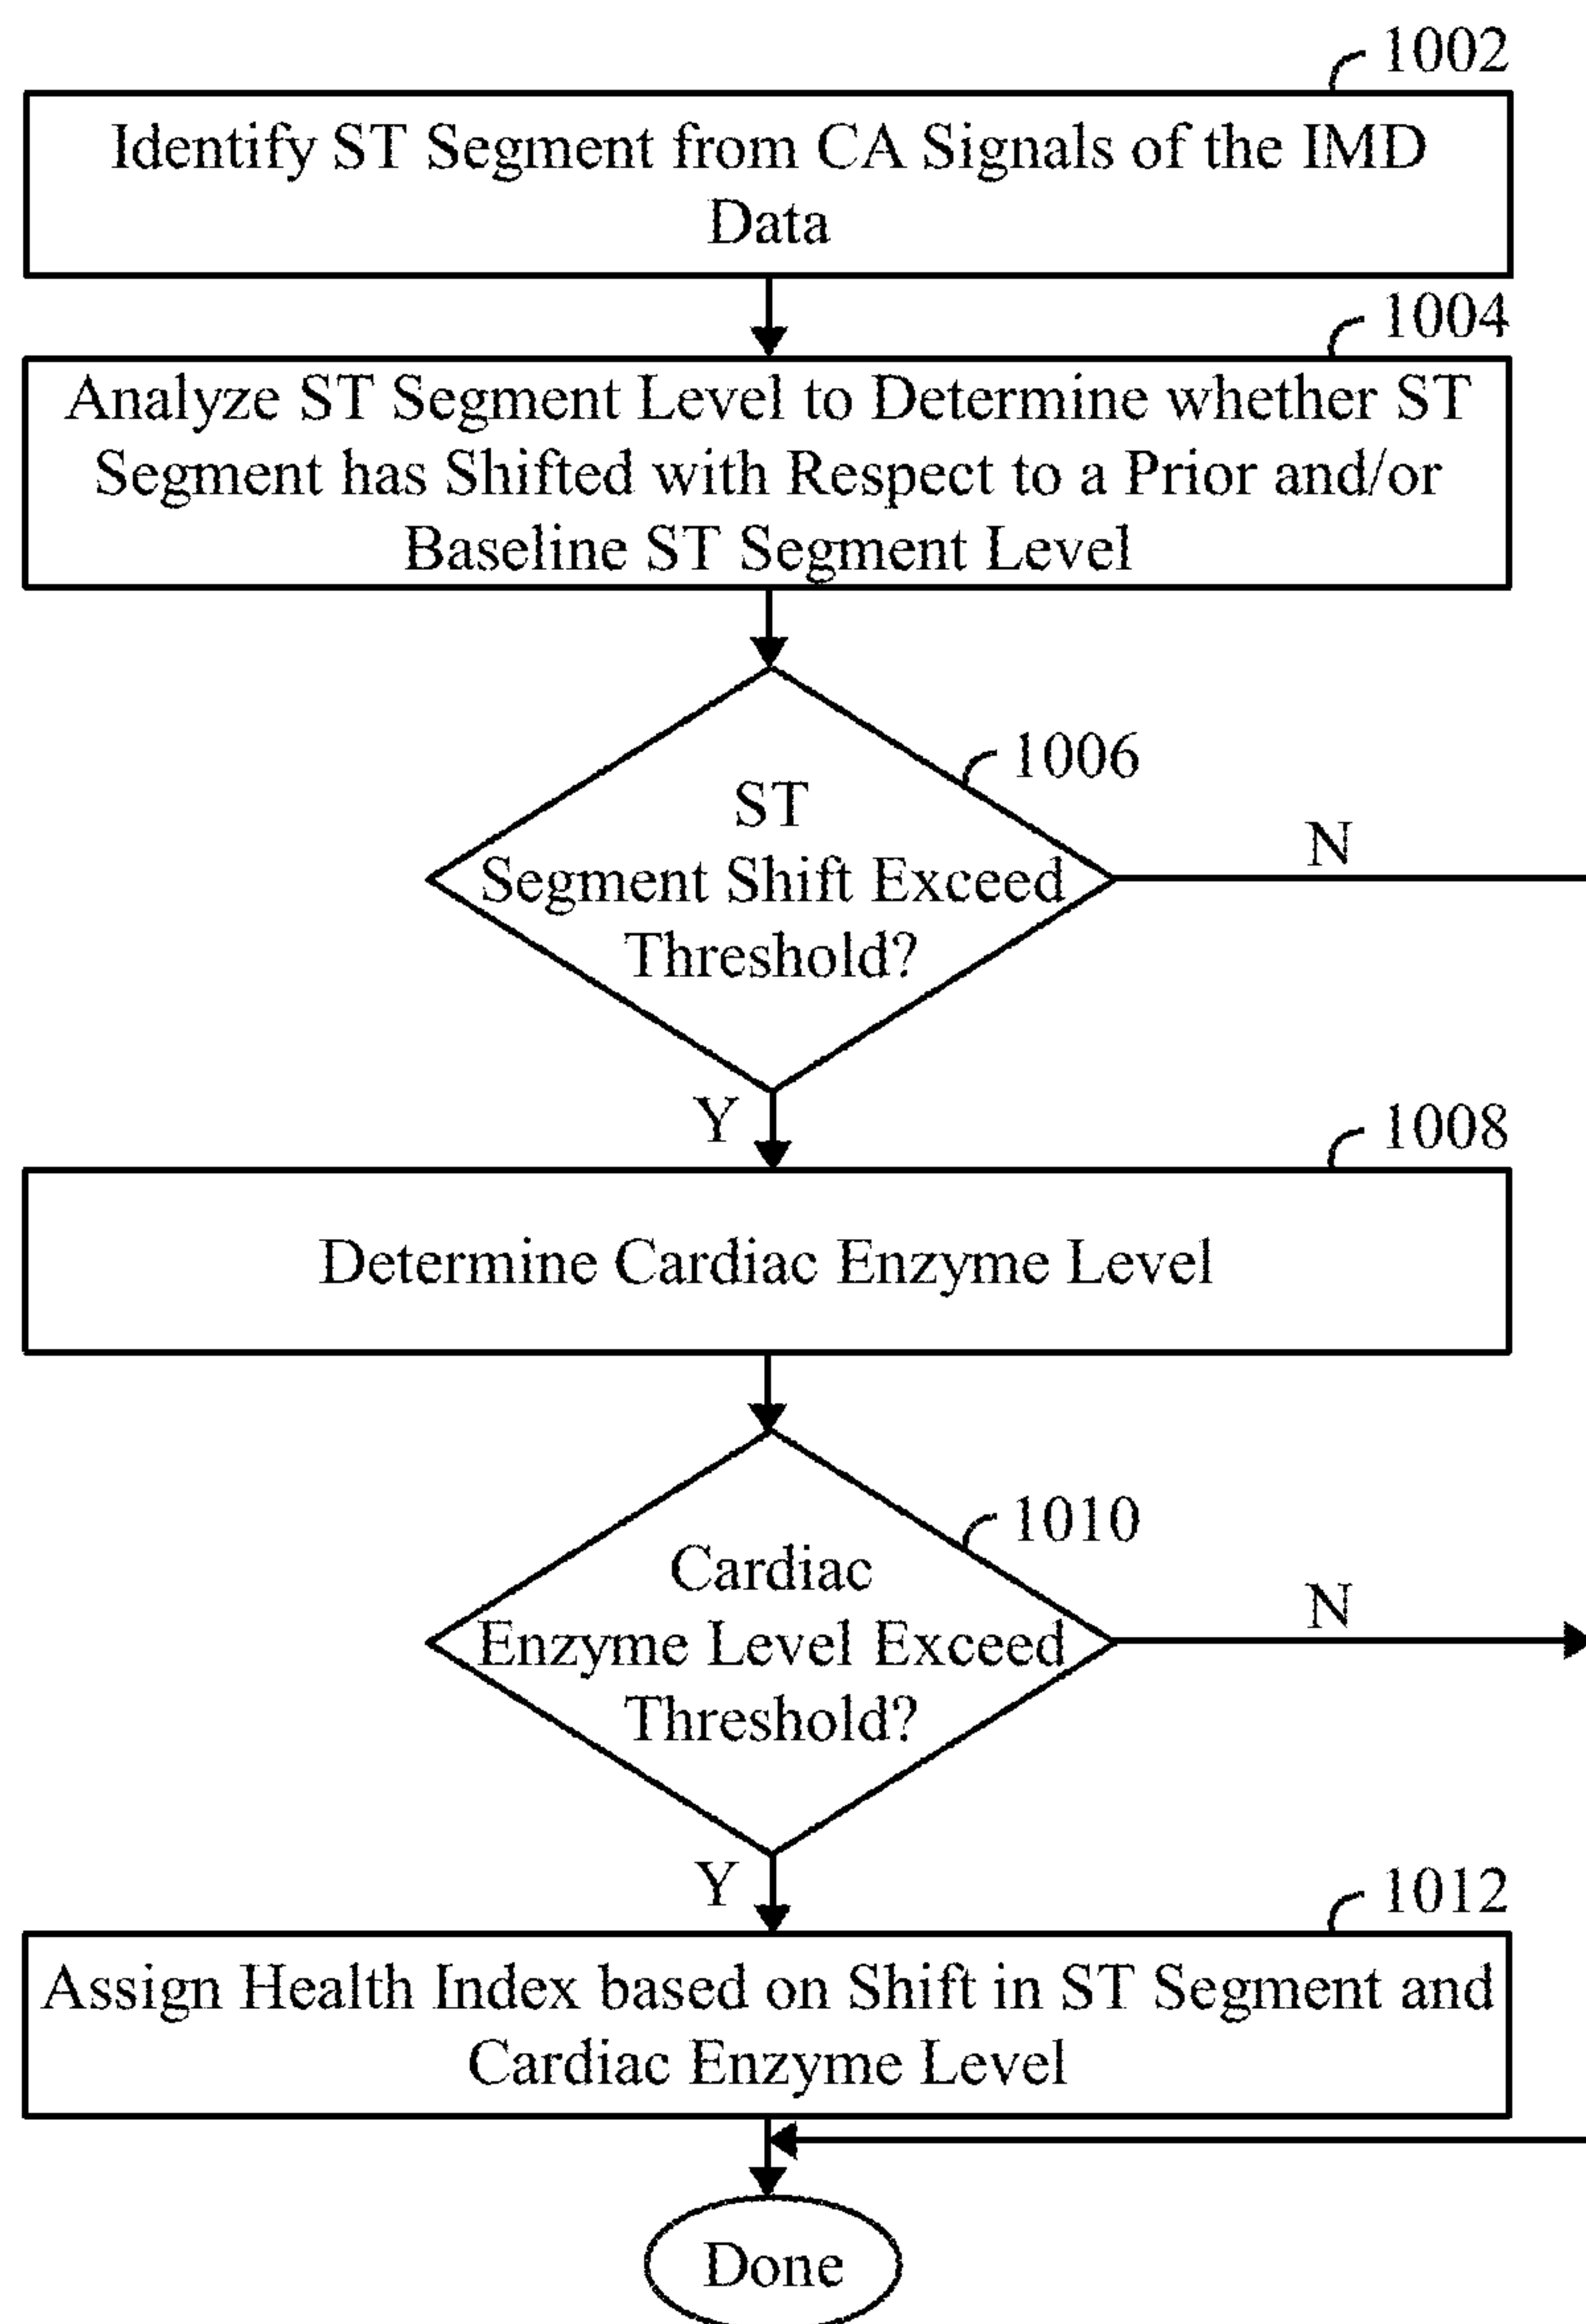 1002
Identify ST Segment from CA Signals of the IMD
Data
1004
Analyze ST Segment Level to Determine whether ST
Segment has Shifted with Respect to a Prior and/or
Baseline ST Segment Level
1006
ST
Segment Shift Exceed
Threshold?
N
Y
1008
Determine Cardiac Enzyme Level
1010
Cardiac
Enzyme Level Exceed
Threshold?
N
Y
1012
Assign Health Index based on Shift in ST Segment and
Cardiac Enzyme Level
Done